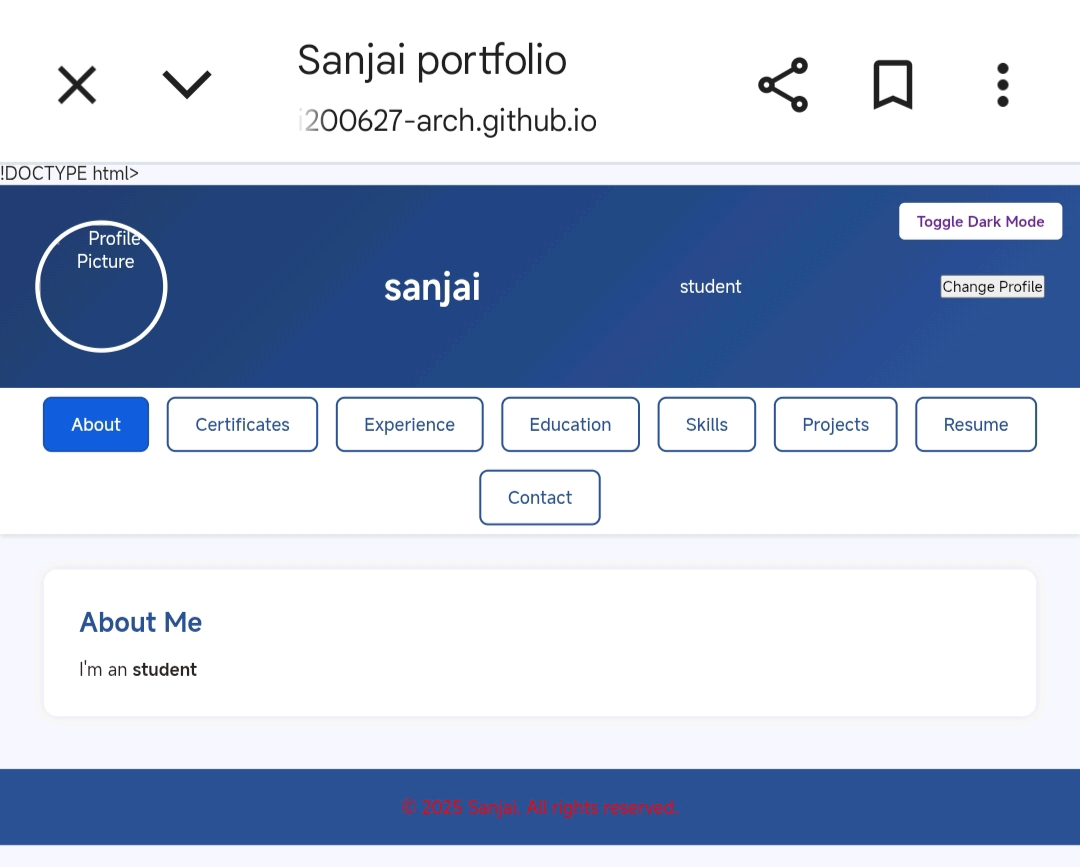 Sanjai portfolio
i200627-arch.github.io
!DOCTYPE html>
Toggle Dark Mode
Profile
Picture
sanjai
student
Change Profile
About
Certificates
Experience
Education
Skills
Projects
Resume
Contact
About Me
I'm an student
© 2025 Sanjai. All rights reserved.